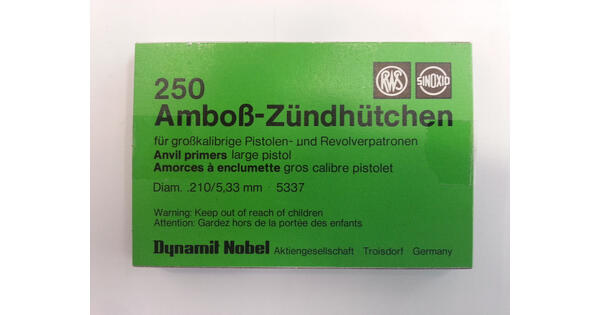 250
RWS
SINOXID
Amboß-Zündhütchen
für großkalibrige Pistolen- und Revolverpatronen
Anvil primers large pistol
Amorces à enclumette gros calibre pistolet
Diam. .210/5,33 mm · 5337
Warning: Keep out of reach of children
Attention: Gardez hors de la portée des enfants
Dynamit Nobel Aktiengesellschaft Troisdorf Germany